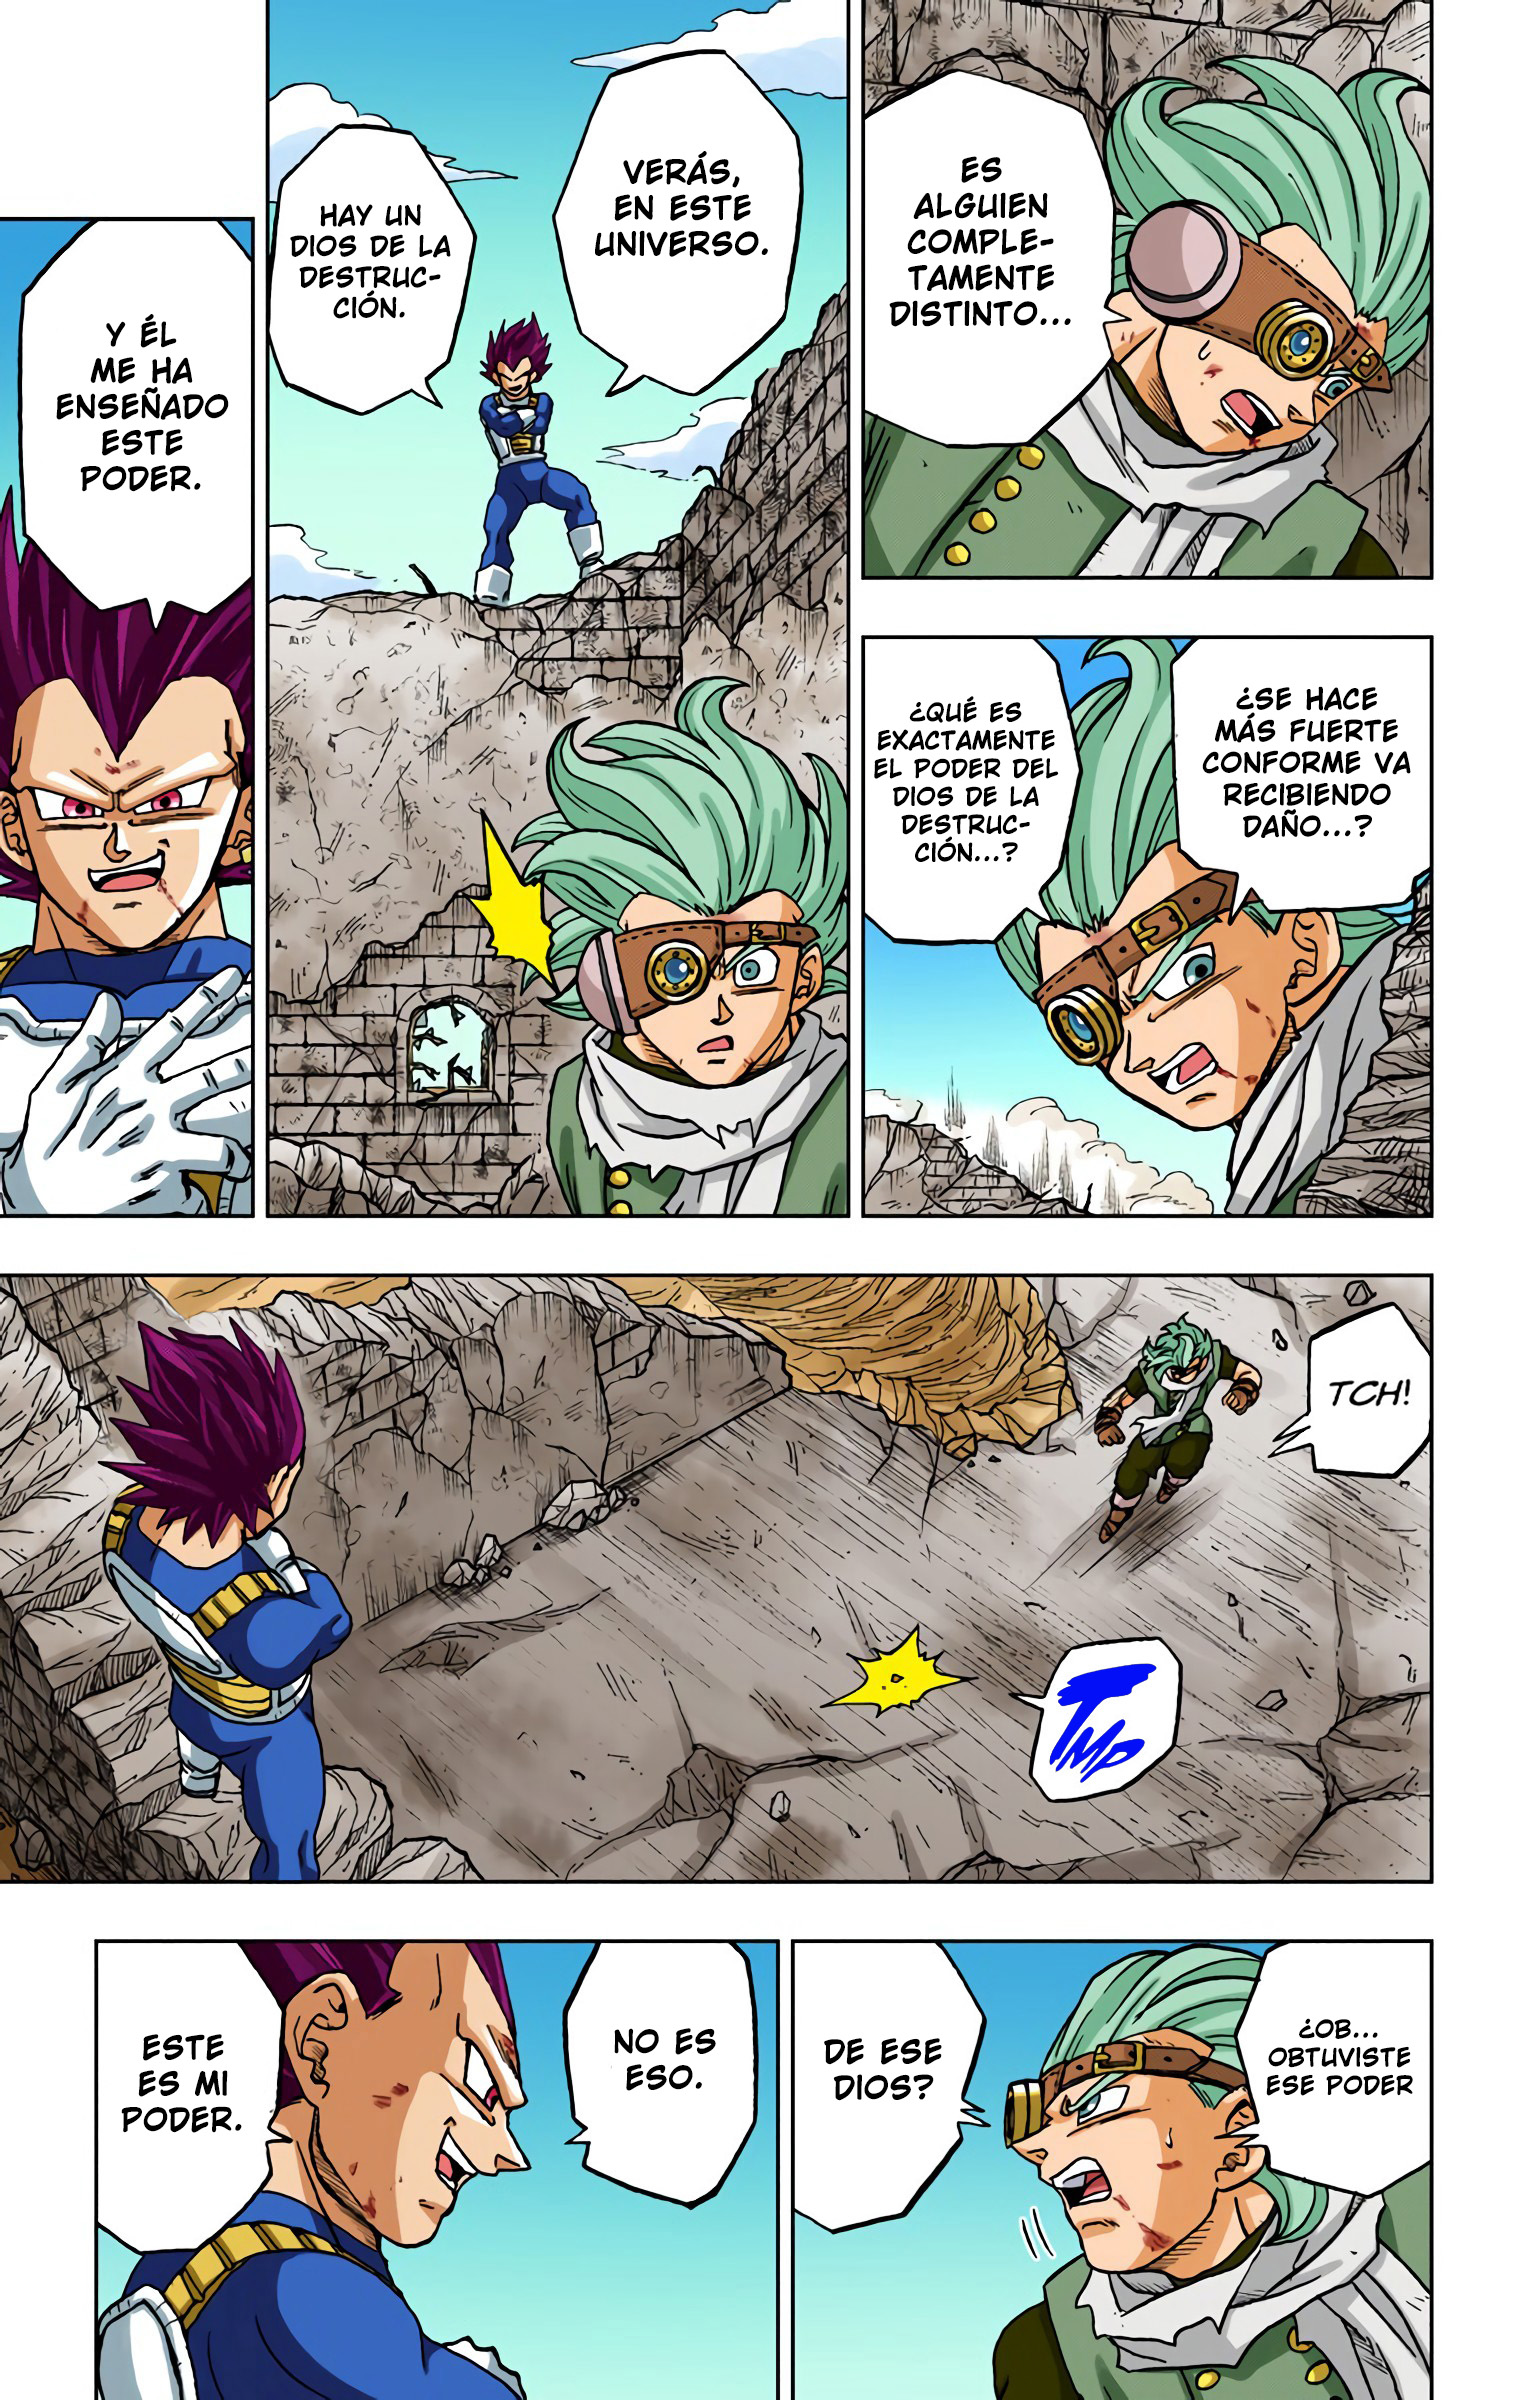 ES
ALGUIEN
COMPLE-
TAMENTE
DISTINTO...
¿SE HACE
MÁS FUERTE
CONFORME VA
RECIBIENDO
DAÑO...?
¿QUÉ ES
EXACTAMENTE
EL PODER DEL
DIOS DE LA
DESTRUC-
CIÓN...?
VERÁS,
EN ESTE
UNIVERSO.
HAY UN
DIOS DE LA
DESTRUC-
CIÓN.
Y ÉL
ME HA
ENSEÑADO
ESTE
PODER.
TCH!
TMP
¿OB...
OBTUVISTE
ESE PODER
DE ESE
DIOS?
NO ES
ESO.
ESTE
ES MI
PODER.